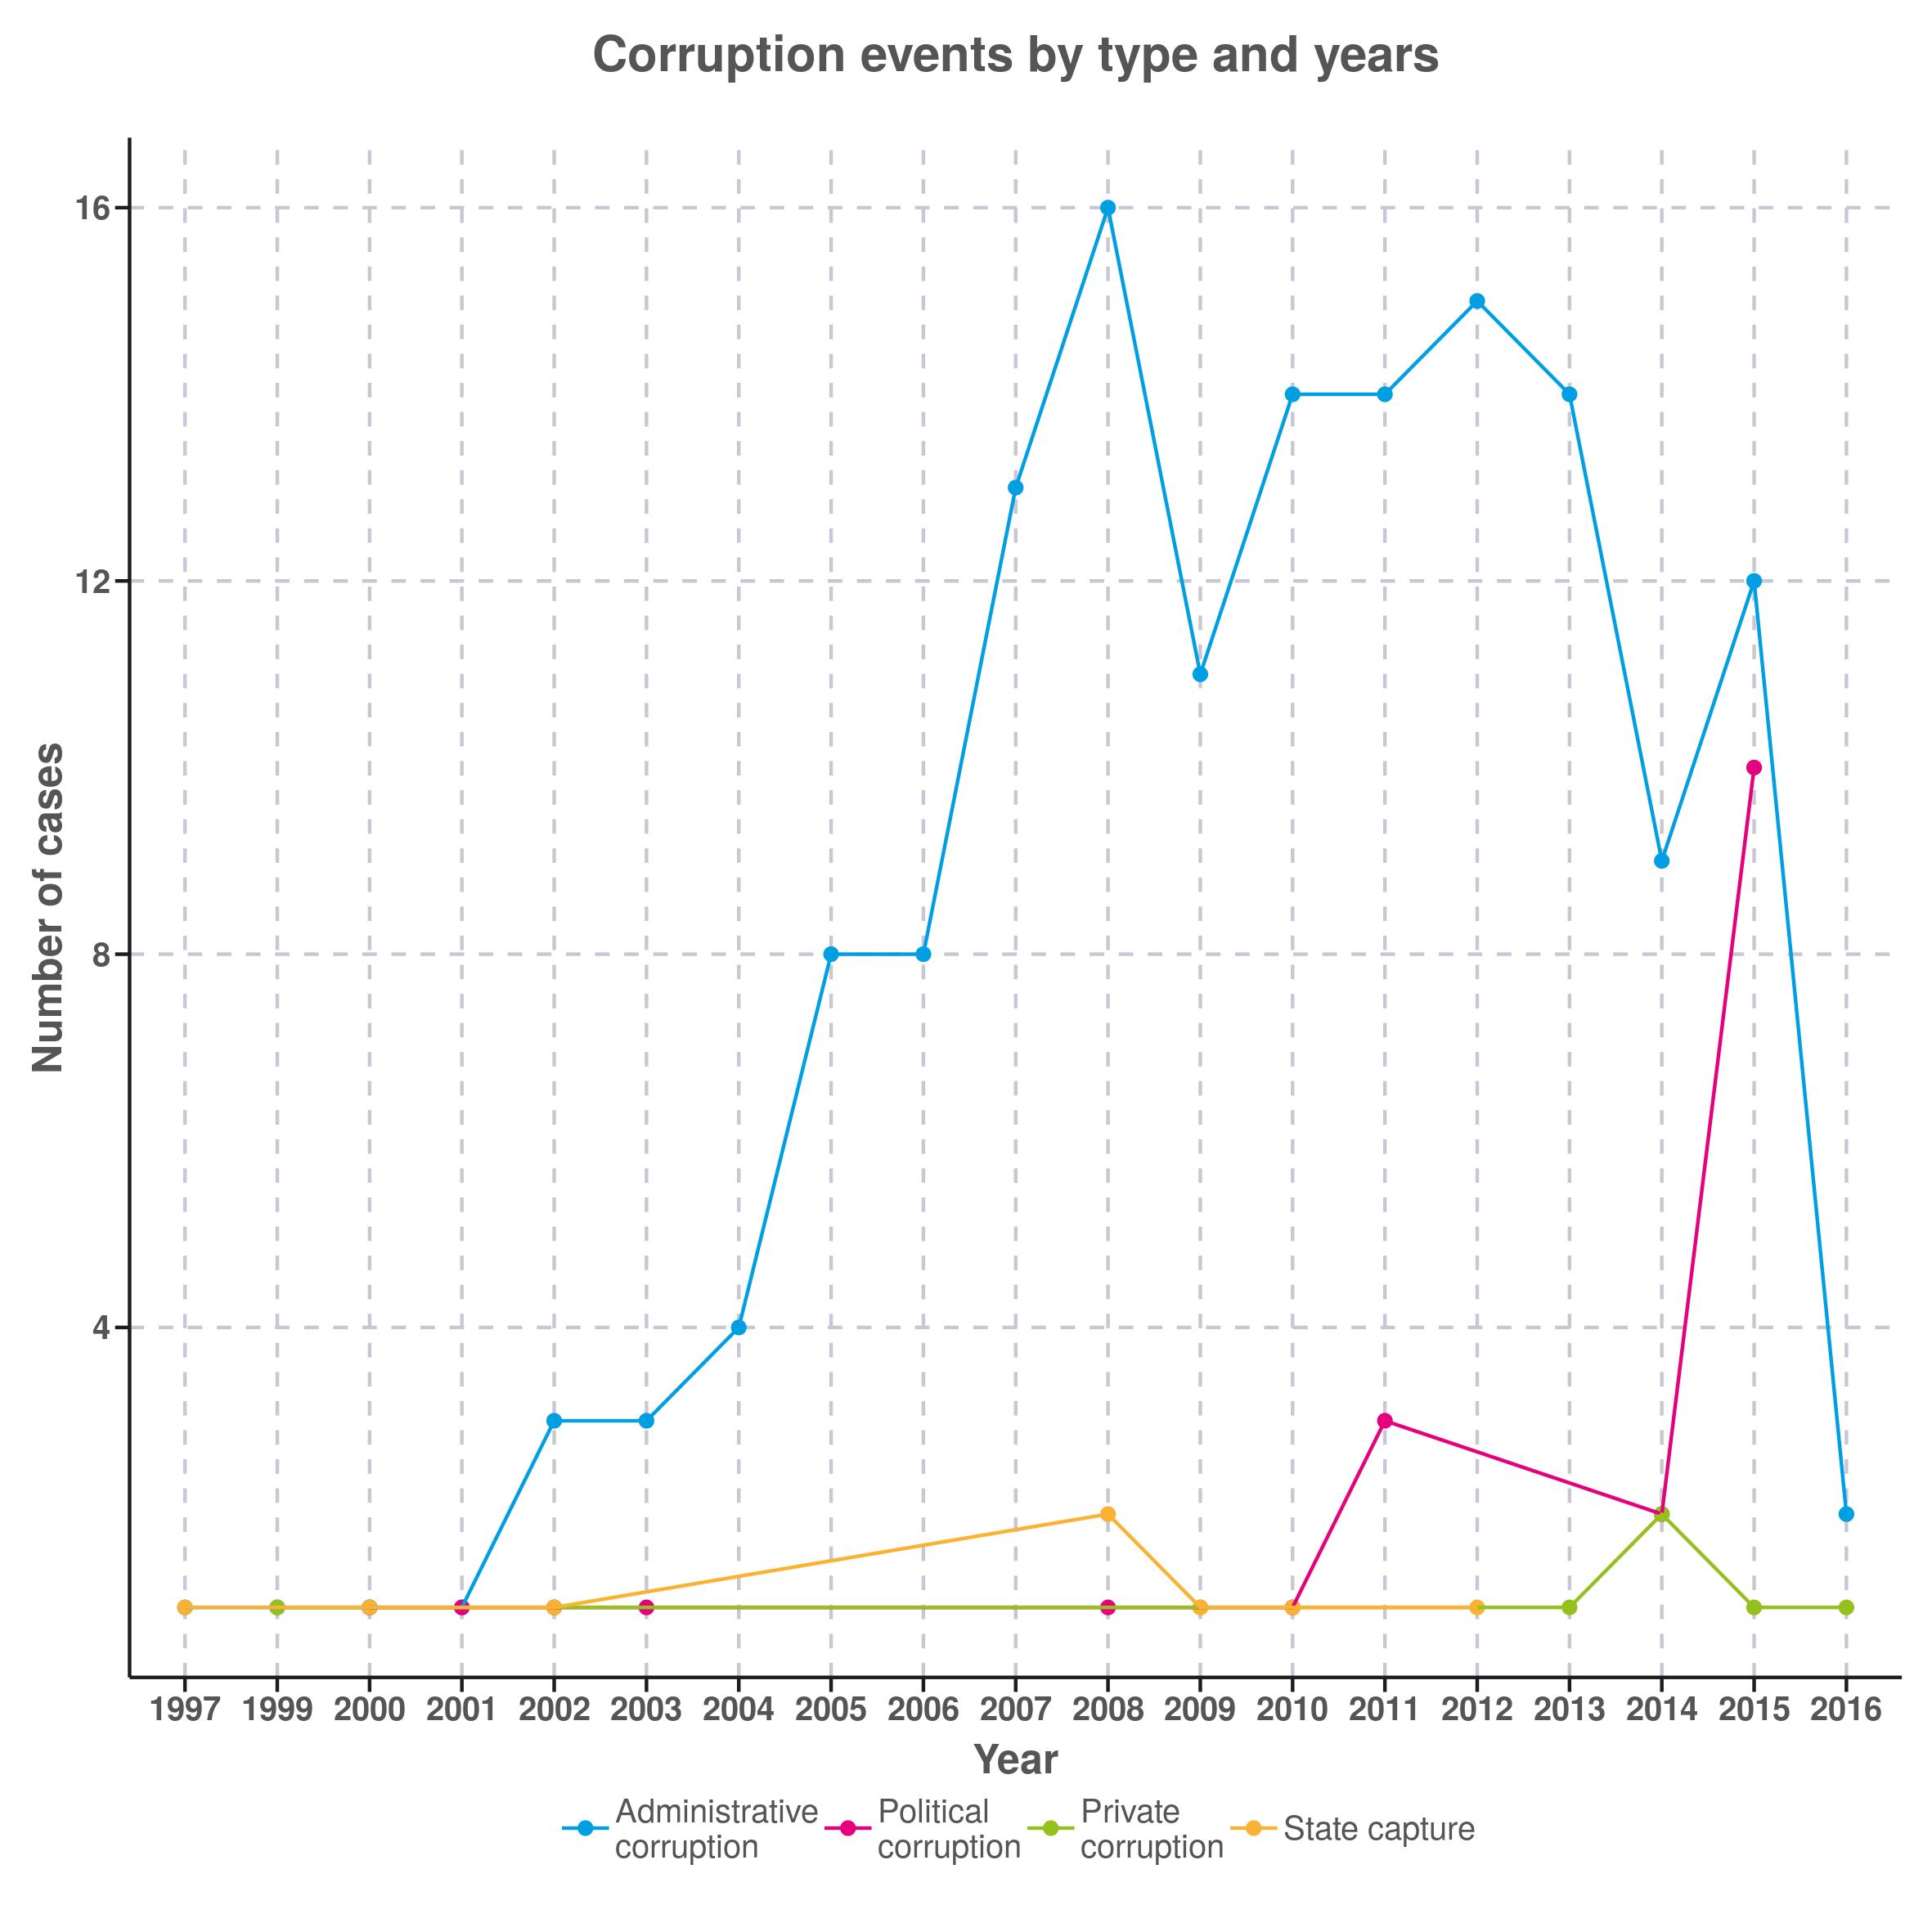 Corruption events by type and years
Number of cases
16
12
8
4
1997 1999 2000 2001 2002 2003 2004 2005 2006 2007 2008 2009 2010 2011 2012 2013 2014 2015 2016
Year
Administrative
corruption
Political
corruption
Private
corruption
State capture